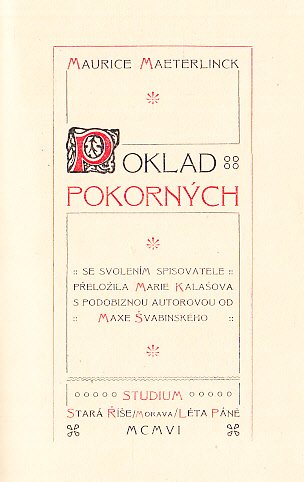 MAURICE MAETERLINCK
POKLAD
POKORNÝCH
:: SE SVOLENÍM SPISOVATELE ::
PŘELOŽILA MARIE KALAŠOVA
S PODOBIZNOU AUTOROVOU OD
:: MAXE ŠVABINSKÉHO ::
STUDIUM
STARÁ ŘÍŠE/MORAVA/LÉTA PÁNĚ
MCMVI